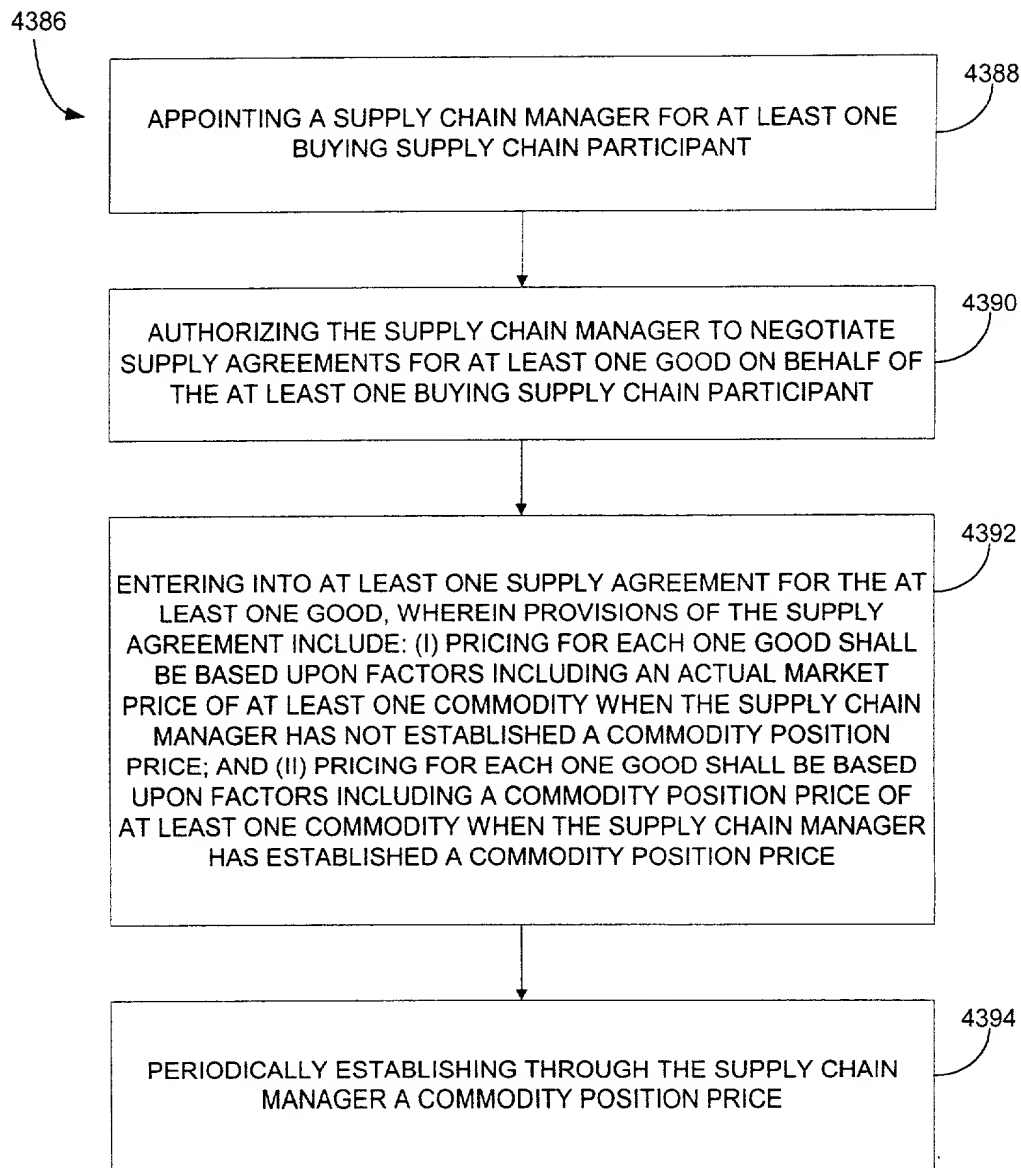 4386
4388
APPOINTING A SUPPLY CHAIN MANAGER FOR AT LEAST ONE
BUYING SUPPLY CHAIN PARTICIPANT
4390
AUTHORIZING THE SUPPLY CHAIN MANAGER TO NEGOTIATE
SUPPLY AGREEMENTS FOR AT LEAST ONE GOOD ON BEHALF OF
THE AT LEAST ONE BUYING SUPPLY CHAIN PARTICIPANT
4392
ENTERING INTO AT LEAST ONE SUPPLY AGREEMENT FOR THE AT
LEAST ONE GOOD, WHEREIN PROVISIONS OF THE SUPPLY
AGREEMENT INCLUDE: (I) PRICING FOR EACH ONE GOOD SHALL
BE BASED UPON FACTORS INCLUDING AN ACTUAL MARKET
PRICE OF AT LEAST ONE COMMODITY WHEN THE SUPPLY CHAIN
MANAGER HAS NOT ESTABLISHED A COMMODITY POSITION
PRICE; AND (II) PRICING FOR EACH ONE GOOD SHALL BE BASED
UPON FACTORS INCLUDING A COMMODITY POSITION PRICE OF
AT LEAST ONE COMMODITY WHEN THE SUPPLY CHAIN MANAGER
HAS ESTABLISHED A COMMODITY POSITION PRICE
4394
PERIODICALLY ESTABLISHING THROUGH THE SUPPLY CHAIN
MANAGER A COMMODITY POSITION PRICE